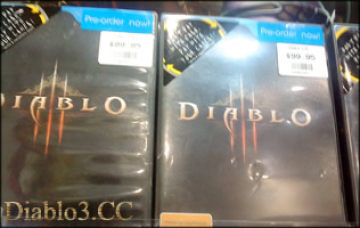 Pre-order now!
$99.95
DIABLO
Pre-order now!
$99.95
DIABLO
Diablo3.CC